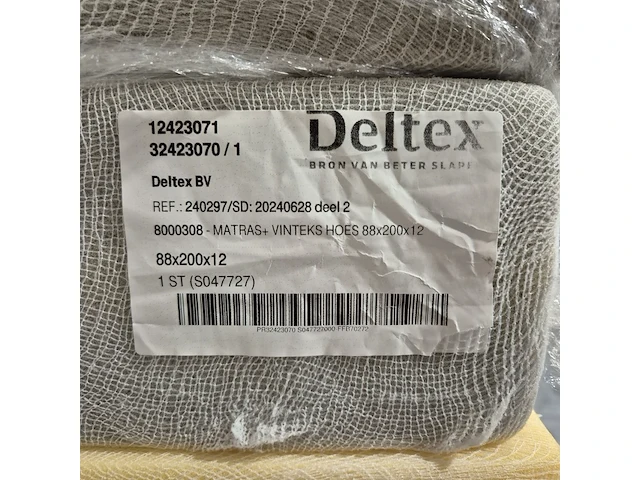 12423071
32423070 / 1
Deltex
BRON VAN BETER SLAPE
Deltex BV
REF.: 240297/SD: 20240628 deel 2
8000308 - MATRAS+ VINTEKS HOES 88x200x12
88x200x12
1 ST (S047727)